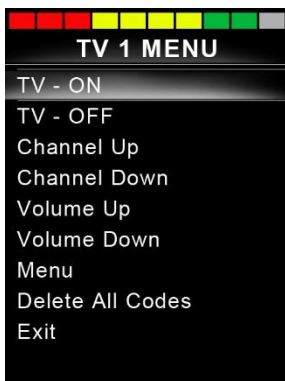 TV 1 MENU
TV - ON
TV - OFF
Channel Up
Channel Down
Volume Up
Volume Down
Menu
Delete All Codes
Exit